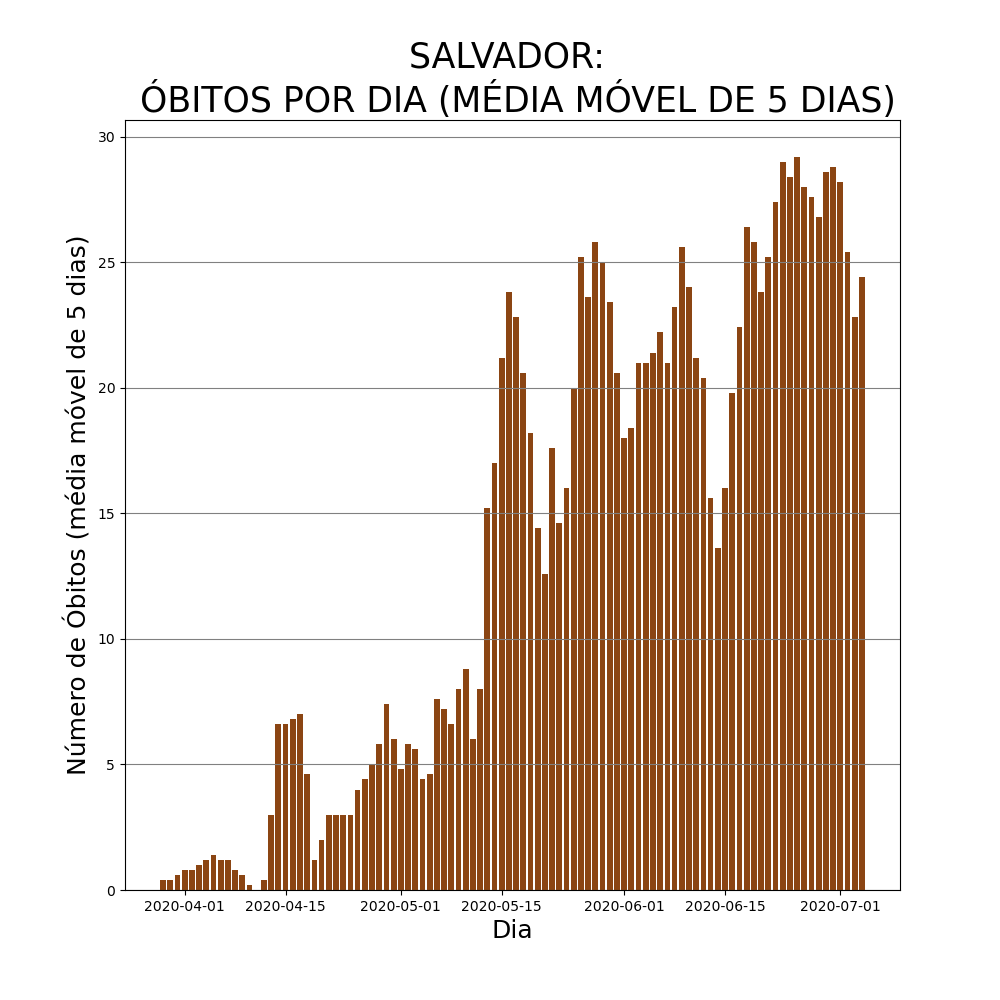 SALVADOR:
ÓBITOS POR DIA (MÉDIA MÓVEL DE 5 DIAS)
Número de Óbitos (média móvel de 5 dias)
30
25
20
15
10
5
0
2020-04-01 2020-04-15 2020-05-01 2020-05-15 2020-06-01 2020-06-15 2020-07-01
Dia